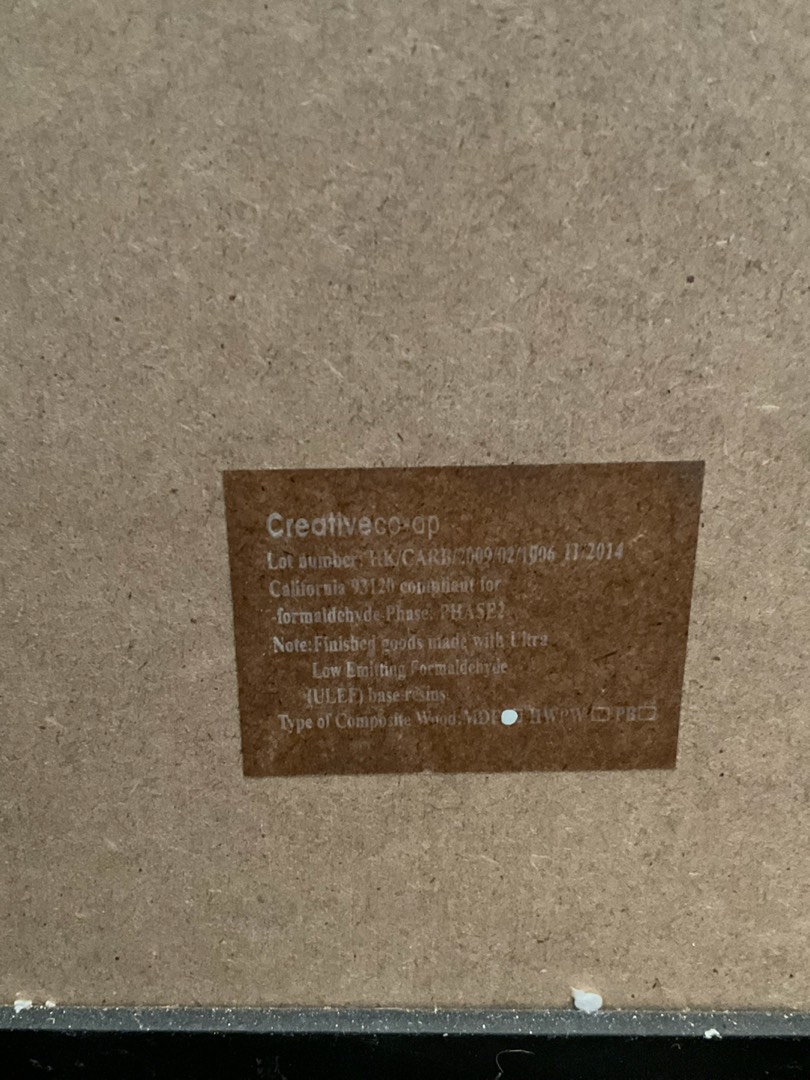 Creativeco-op
Lot number: HK/CARB/2009/02/1906 11/2014
California 93120 compliant for
formaldehyde-Phase: PHASE2
Note:Finished goods made with Ultra
Low Emitting Formaldehyde
(ULEF) base resins
Type of Composite Wood:MDF HWPW □ PB□